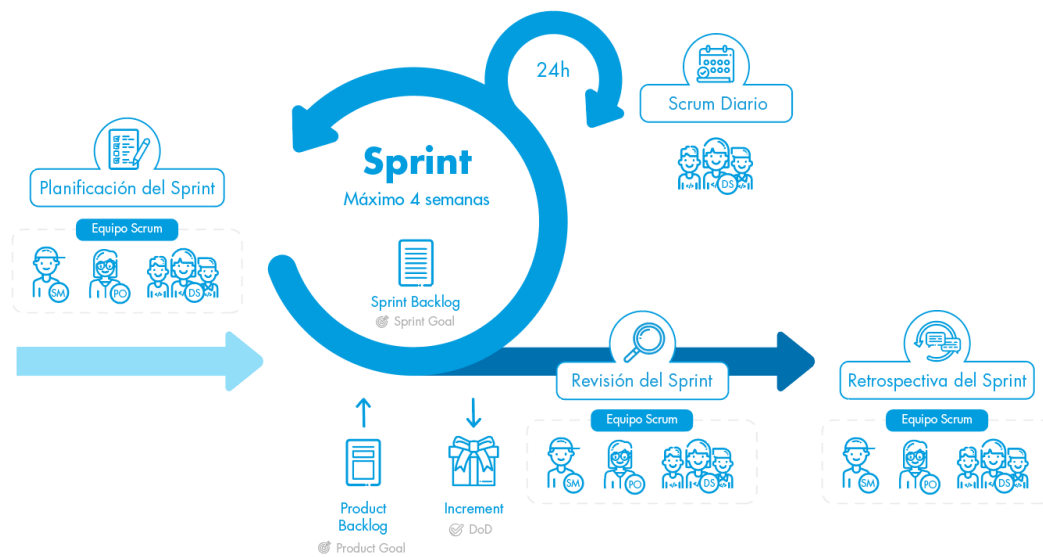 24h
Scrum Diario
DS
Sprint
Máximo 4 semanas
Planificación del Sprint
Equipo Scrum
SM
PO
DS
Sprint Backlog
Sprint Goal
Revisión del Sprint
Equipo Scrum
SM
PO
DS
Retrospectiva del Sprint
Equipo Scrum
SM
PO
DS
Product
Backlog
Product Goal
Increment
DoD